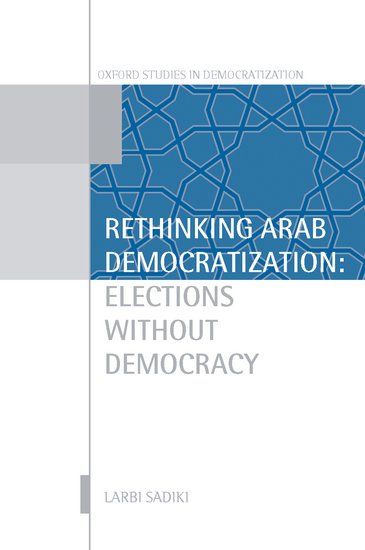 OXFORD STUDIES IN DEMOCRATIZATION
RETHINKING ARAB
DEMOCRATIZATION:
ELECTIONS
WITHOUT
DEMOCRACY
LARBI SADIKI